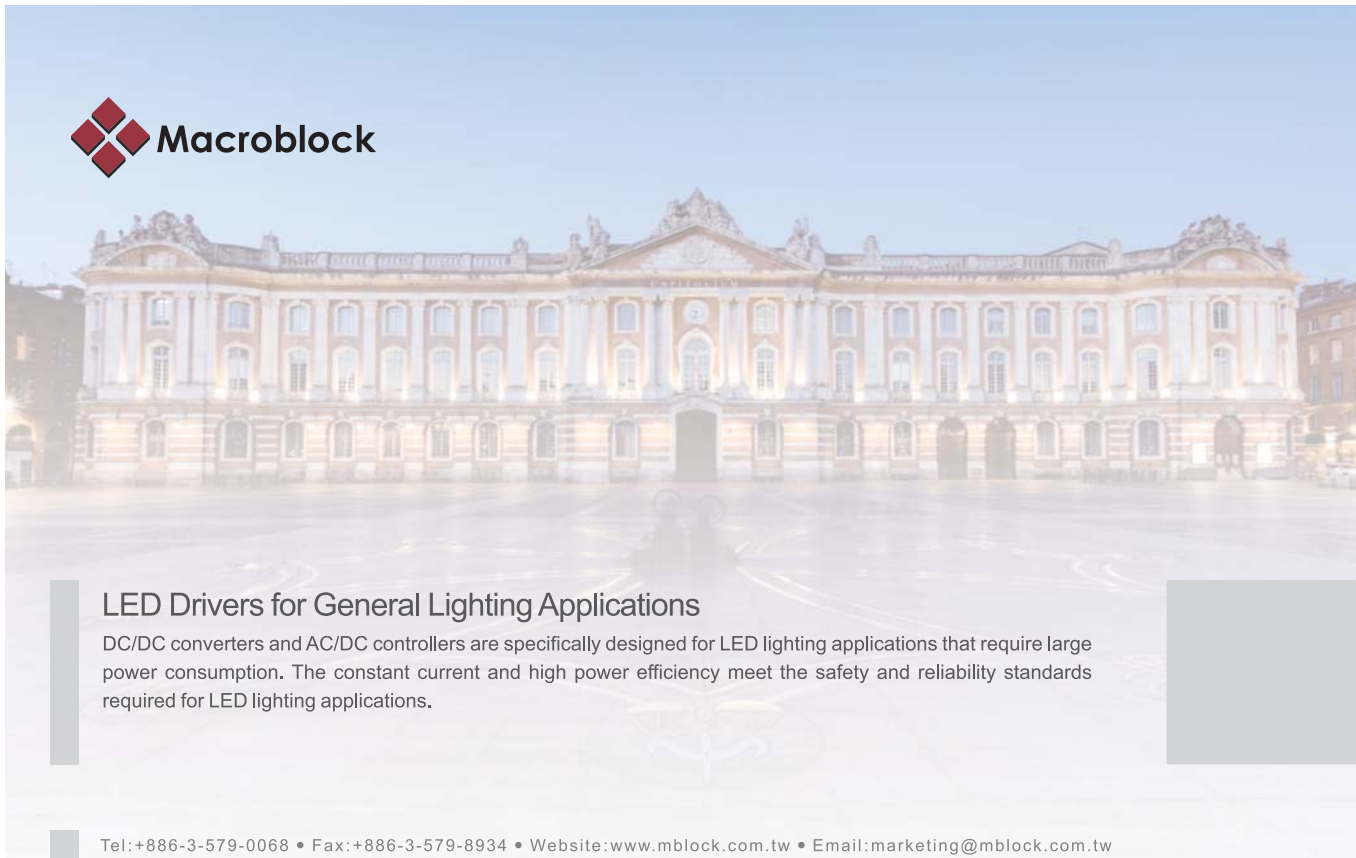 Macroblock
CAPITOLIUM
LED Drivers for General Lighting Applications
DC/DC converters and AC/DC controllers are specifically designed for LED lighting applications that require large
power consumption. The constant current and high power efficiency meet the safety and reliability standards
required for LED lighting applications.
Tel:+886-3-579-0068 ● Fax:+886-3-579-8934 ● Website:www.mblock.com.tw ● Email:marketing@mblock.com.tw